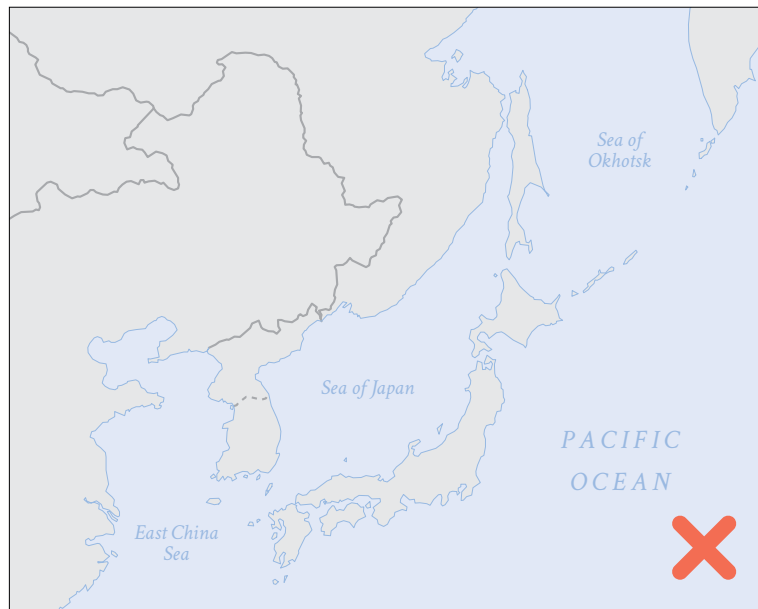 Sea of
Okhotsk
Sea of Japan
PACIFIC
OCEAN
East China
Sea